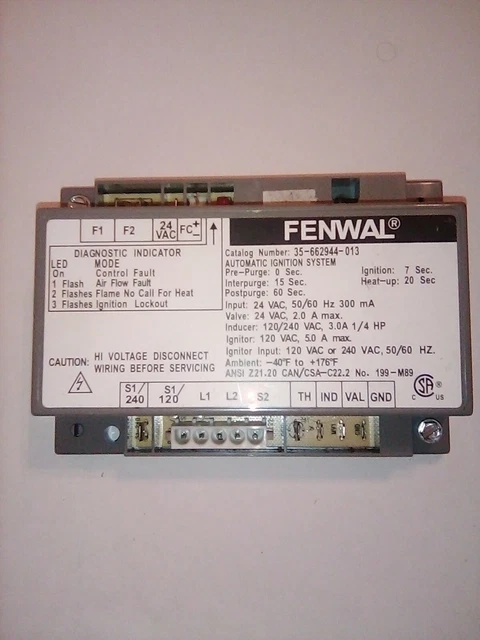 F1 F2 24 VAC FC+
FENWAL®
Catalog Number: 35-662944-013
AUTOMATIC IGNITION SYSTEM
Pre-Purge: 0 Sec. Ignition: 7 Sec.
Interpurge: 15 Sec. Heat-up: 20 Sec
Postpurge: 60 Sec.
Input: 24 VAC, 50/60 Hz 300 mA
Valve: 24 VAC, 2.0 A max.
Inducer: 120/240 VAC, 3.0A 1/4 HP
Ignitor: 120 VAC, 5.0 A max.
Ignitor Input: 120 VAC or 240 VAC, 50/60 HZ.
Ambient: -40°F to +176°F
ANSI Z21.20 CAN/CSA-C22.2 No. 199-M89
DIAGNOSTIC INDICATOR
LED MODE
On Control Fault
1 Flash Air Flow Fault
2 Flashes Flame No Call For Heat
3 Flashes Ignition Lockout
CAUTION: HI VOLTAGE DISCONNECT
WIRING BEFORE SERVICING
SA ®
C US
S1/240 S1/120 L1 L2 S2 TH IND VAL GND